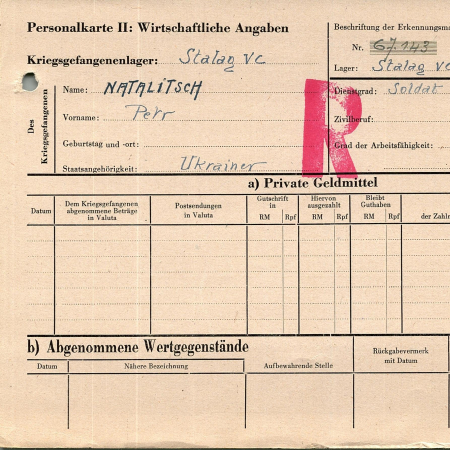 Personalkarte II: Wirtschaftliche Angaben
Beschriftung der Erkennungsma
Nr. 67.143
Kriegsgefangenenlager: Stalag VC
Lager: Stalag VC
Des Kriegsgefangenen
Name: NATALITSCH
Dienstgrad: Soldat
Vorname: Petr
Zivilberuf:
Geburtstag und -ort:
Grad der Arbeitsfähigkeit:
Staatsangehörigkeit: Ukrainer
R
a) Private Geldmittel
Datum
Dem Kriegsgefangenen abgenommene Beträge in Valuta
Postsendungen in Valuta
Gutschrift in
RM Rpf
Hiervon ausgezahlt
RM Rpf
Bleibt Guthaben
RM Rpf
der Zahl
b) Abgenommene Wertgegenstände
Datum
Nähere Bezeichnung
Aufbewahrende Stelle
Rückgabevermerk mit Datum